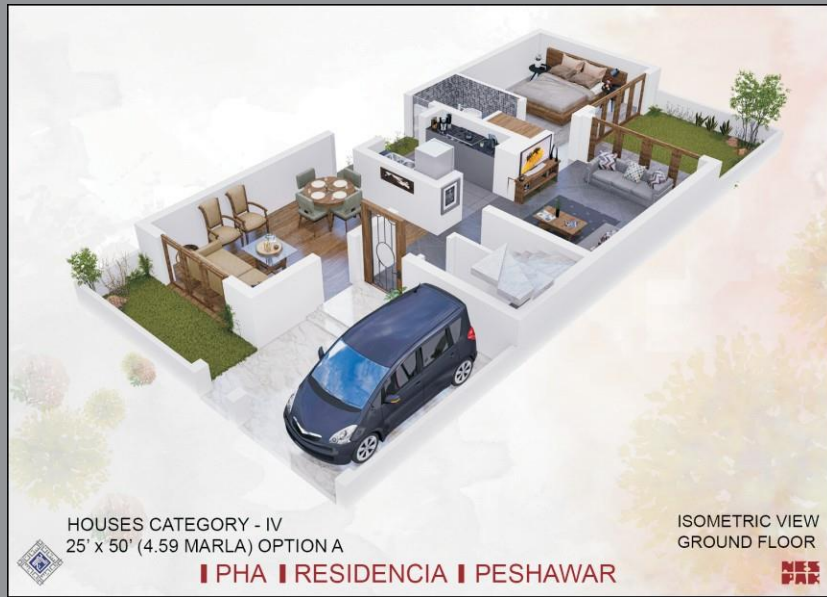 HOUSES CATEGORY - IV
25' x 50' (4.59 MARLA) OPTION A
ISOMETRIC VIEW
GROUND FLOOR
PHA RESIDENCIA PESHAWAR
NES
PAK